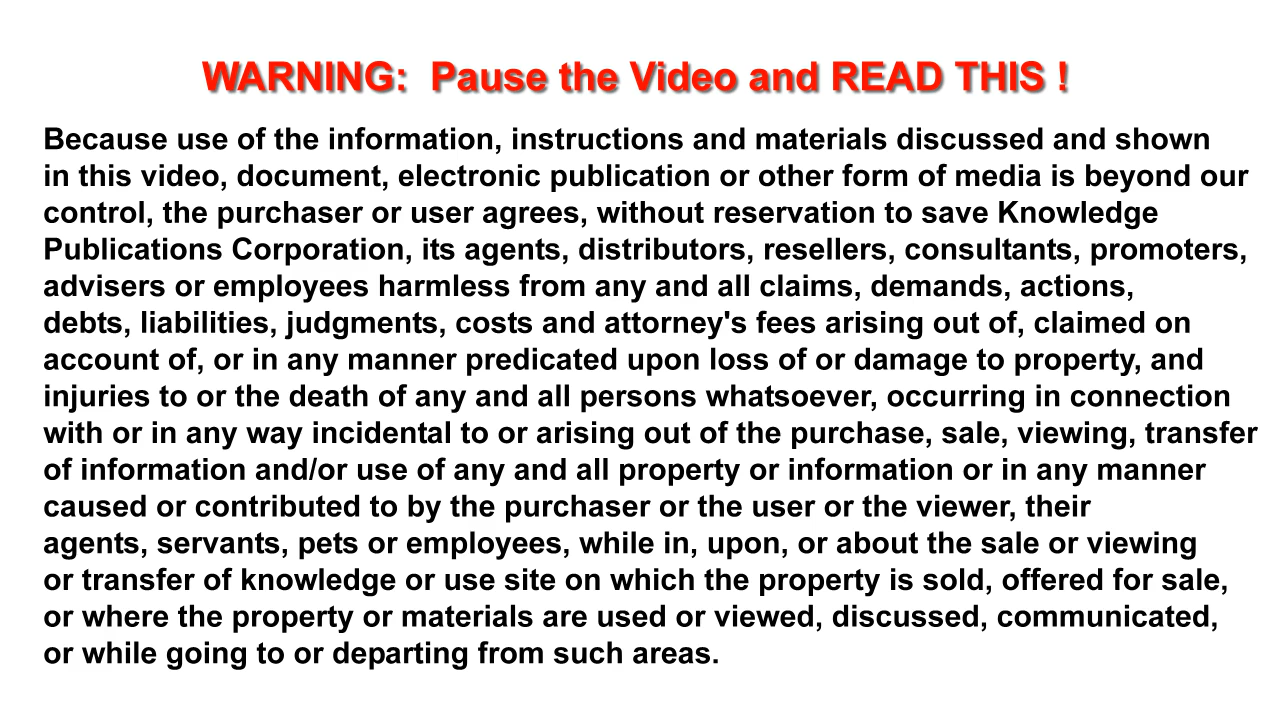 WARNING: Pause the Video and READ THIS !
Because use of the information, instructions and materials discussed and shown
in this video, document, electronic publication or other form of media is beyond our
control, the purchaser or user agrees, without reservation to save Knowledge
Publications Corporation, its agents, distributors, resellers, consultants, promoters,
advisers or employees harmless from any and all claims, demands, actions,
debts, liabilities, judgments, costs and attorney's fees arising out of, claimed on
account of, or in any manner predicated upon loss of or damage to property, and
injuries to or the death of any and all persons whatsoever, occurring in connection
with or in any way incidental to or arising out of the purchase, sale, viewing, transfer
of information and/or use of any and all property or information or in any manner
caused or contributed to by the purchaser or the user or the viewer, their
agents, servants, pets or employees, while in, upon, or about the sale or viewing
or transfer of knowledge or use site on which the property is sold, offered for sale,
or where the property or materials are used or viewed, discussed, communicated,
or while going to or departing from such areas.